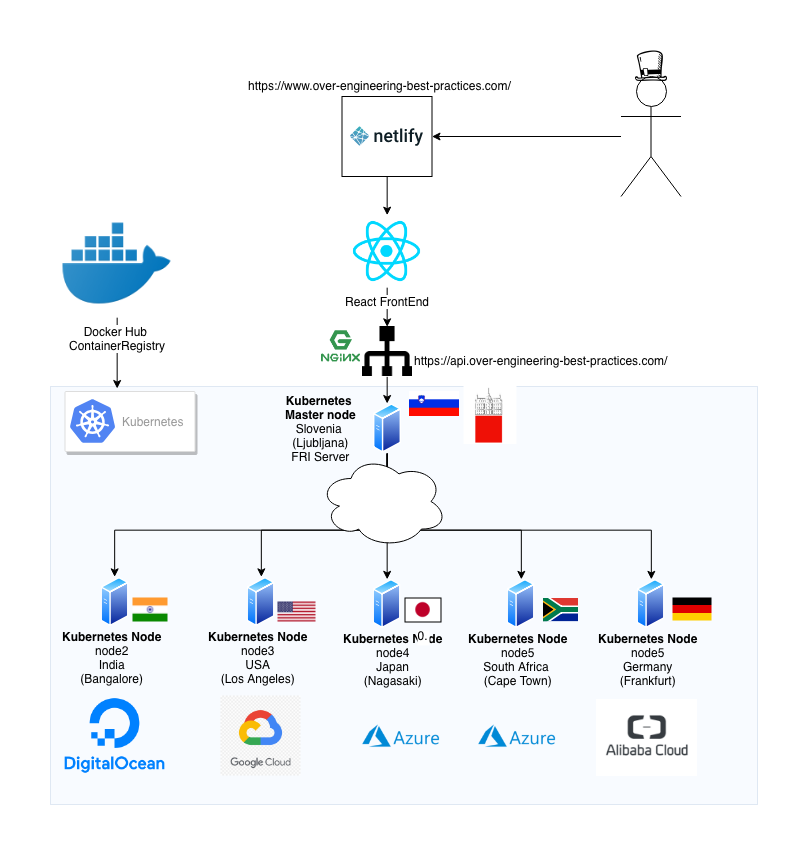 https://www.over-engineering-best-practices.com/
netlify
React FrontEnd
Docker Hub
ContainerRegistry
NGINX
https://api.over-engineering-best-practices.com/
Kubernetes
Kubernetes
Master node
Slovenia
(Ljubljana)
FRI Server
Kubernetes Node
node2
India
(Bangalore)
DigitalOcean
Kubernetes Node
node3
USA
(Los Angeles)
Google Cloud
Kubernetes
0.
node4
Japan
(Nagasaki)
Azure
Kubernetes Node
node5
South Africa
(Cape Town)
Azure
Kubernetes Node
node5
Germany
(Frankfurt)
Alibaba Cloud